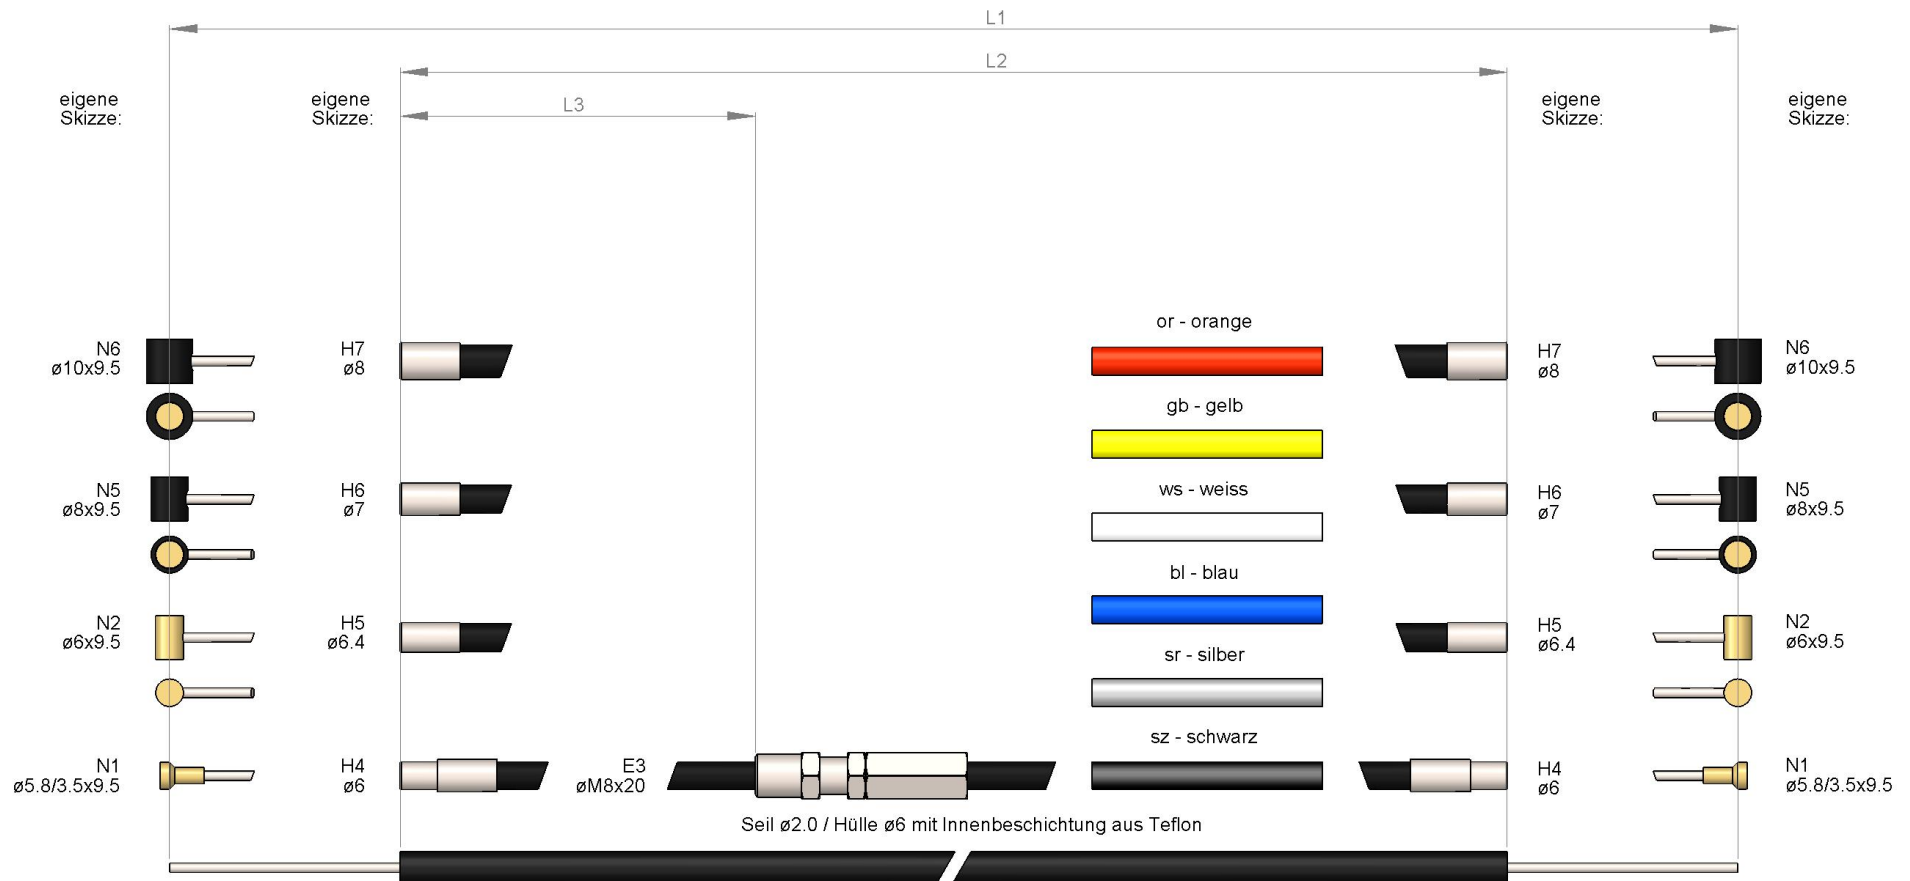 L1
L2
L3
eigene
Skizze:
eigene
Skizze:
eigene
Skizze:
eigene
Skizze:
or - orange
N6
ø10x9.5
H7
ø8
H7
ø8
N6
ø10x9.5
gb - gelb
N5
ø8x9.5
H6
ø7
ws - weiss
H6
ø7
N5
ø8x9.5
bl - blau
N2
ø6x9.5
H5
ø6.4
H5
ø6.4
N2
ø6x9.5
sr - silber
sz - schwarz
N1
ø5.8/3.5x9.5
H4
ø6
E3
øM8x20
H4
ø6
N1
ø5.8/3.5x9.5
Seil ø2.0 / Hülle ø6 mit Innenbeschichtung aus Teflon